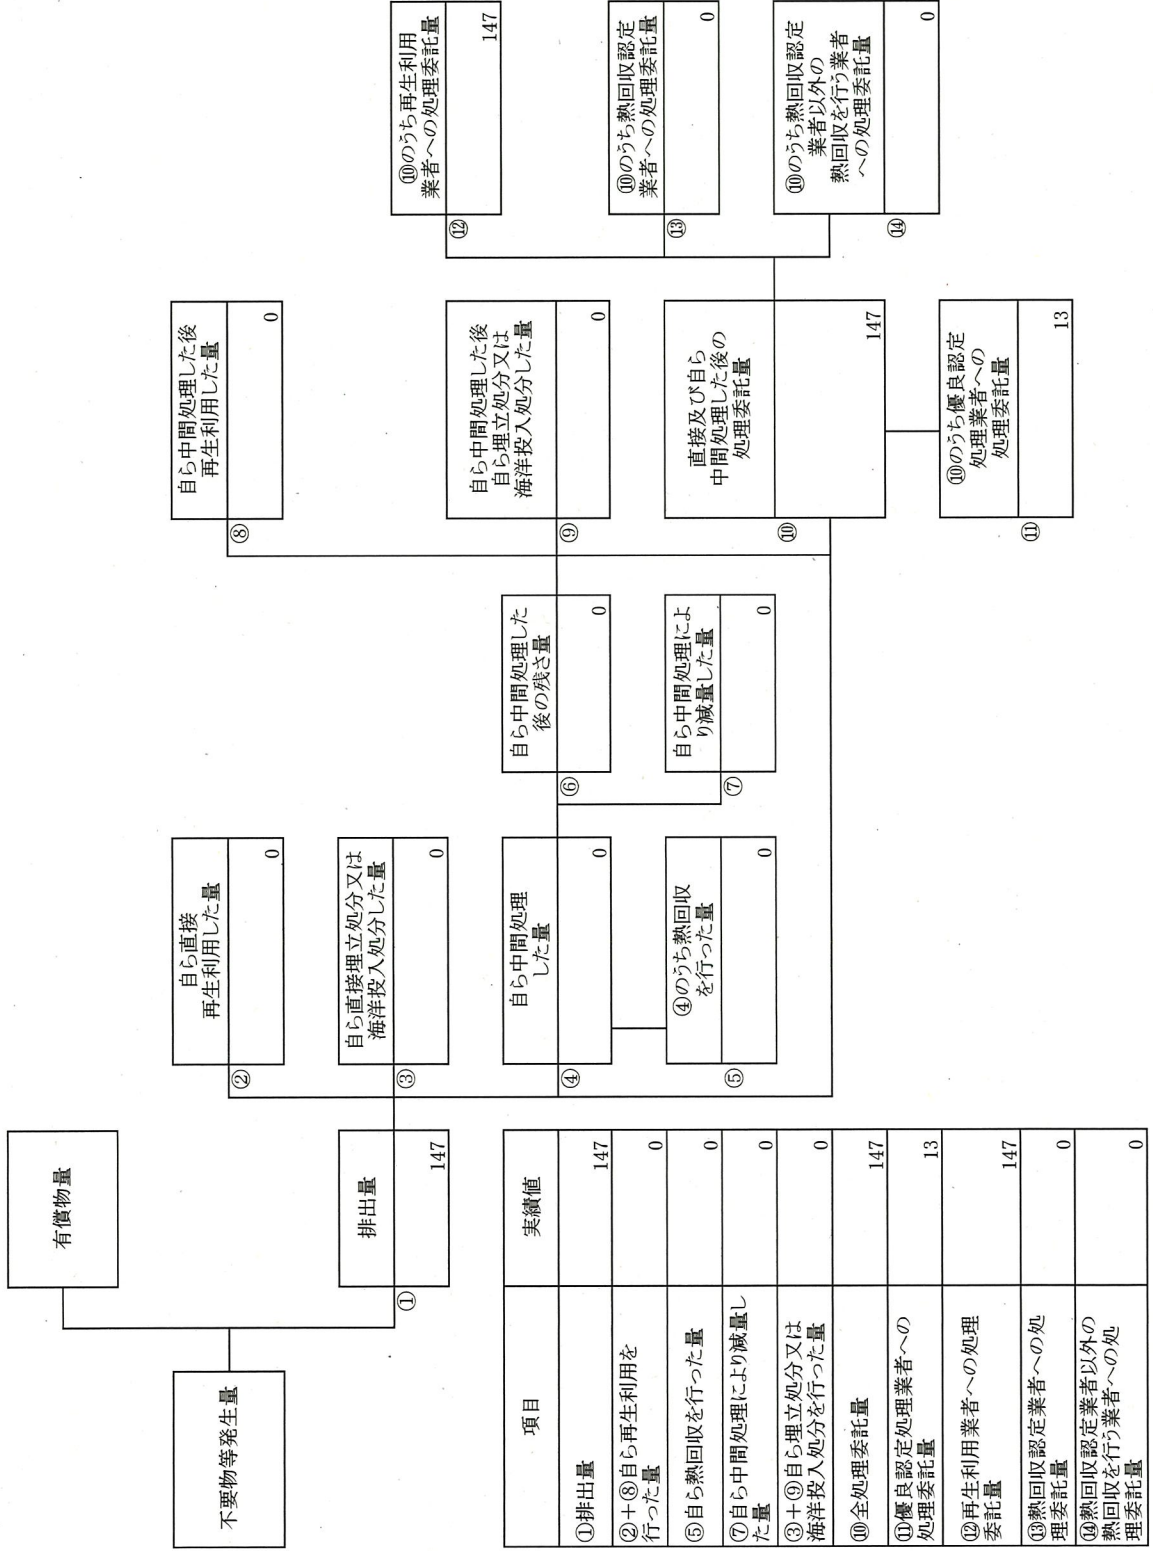 不要物等発生量
有償物量
排出量
①
147
自ら直接
再生利用した量
②
0
自ら直接埋立処分又は
海洋投入処分した量
③
0
自ら中間処理
した量
④
0
④のうち熱回収
を行った量
⑤
0
自ら中間処理した
後の残さ量
⑥
0
自ら中間処理によ
り減量した量
⑦
0
自ら中間処理した後
再生利用した量
⑧
0
自ら中間処理した後
自ら埋立処分又は
海洋投入処分した量
⑨
0
直接及び自ら
中間処理した後の
処理委託量
⑩
147
⑩のうち優良認定
処理業者への
処理委託量
⑪
13
⑩のうち再生利用
業者への処理委託量
⑫
147
⑩のうち熱回収認定
業者への処理委託量
⑬
0
⑩のうち熱回収認定
業者以外の
熱回収を行う業者
への処理委託量
⑭
0
項目 実績値
①排出量 147
②+⑧自ら再生利用を
行った量 0
⑤自ら熱回収を行った量 0
⑦自ら中間処理により減量し
た量 0
③+⑨自ら埋立処分又は
海洋投入処分を行った量 0
⑩全処理委託量 147
⑪優良認定処理業者への
処理委託量 13
⑫再生利用業者への処理
委託量 147
⑬熱回収認定業者への処
理委託量 0
⑭熱回収認定業者以外の
熱回収を行う業者への処
理委託量 0